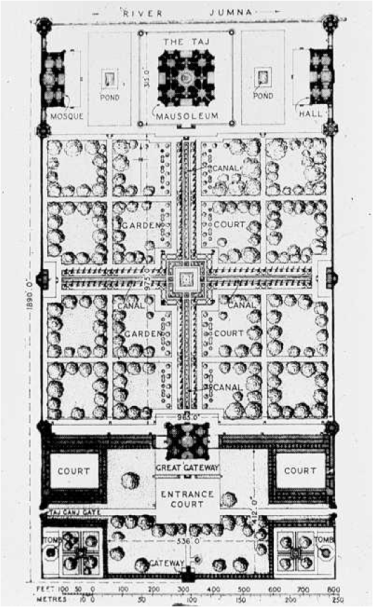 RIVER JUMNA
THE TAJ
313.0'
POND
POND
MOSQUE
MAUSOLEUM
HALL
CANAL
GARDEN
COURT
1890.0'
CANAL
CANAL
GARDEN
COURT
CANAL
GREAT GATEWAY
COURT
COURT
ENTRANCE
COURT
TAJ GANJ GATE
TOMB
TOMB
536.0'
GATEWAY
FEET 100 50 0 100 200 300 400 500 600 700 800
METRES 10 0 50 100 150 200 250